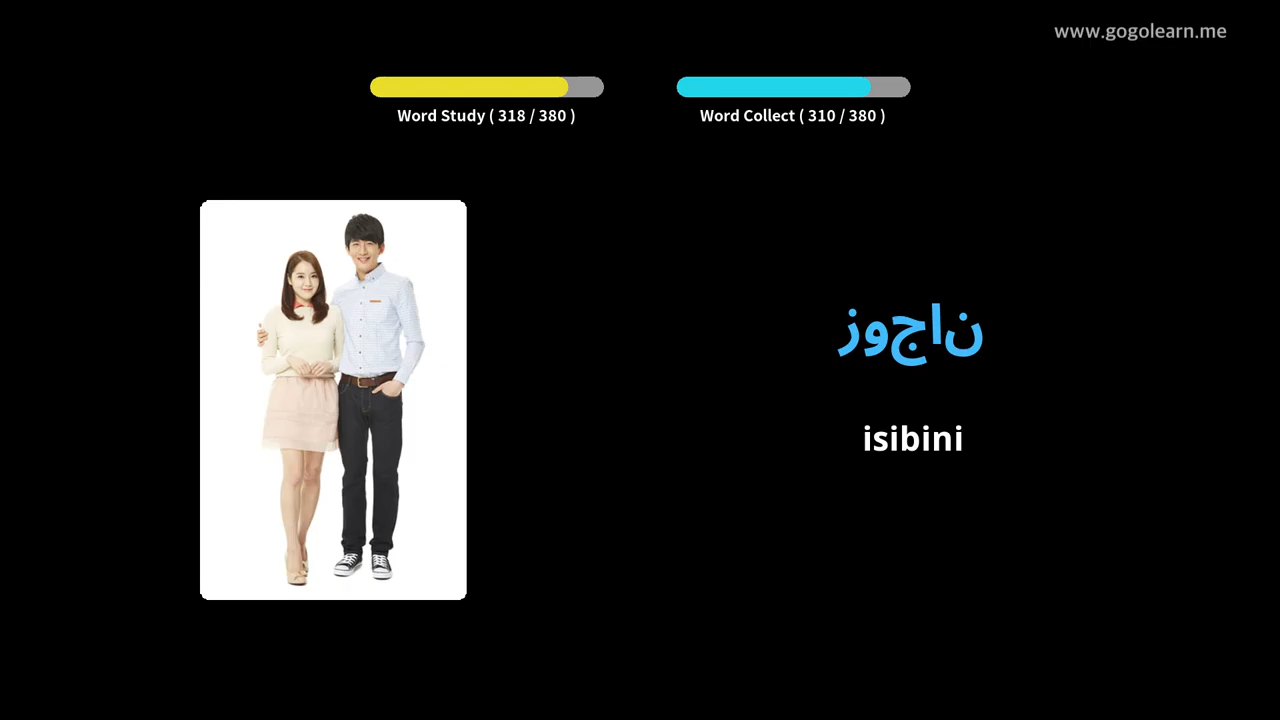 www.gogolearn.me
Word Study ( 318 / 380 )
Word Collect ( 310 / 380 )
زوجان
isibini